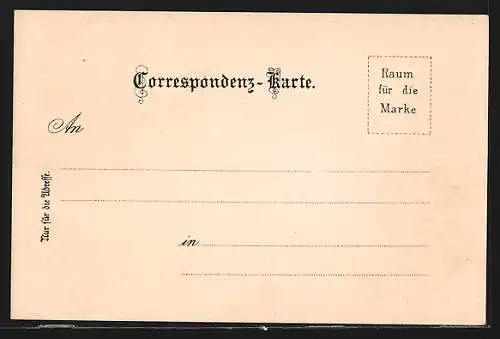 Correspondenz-Karte.
Raum
für die
Marke
An
in
Nur für die Adresse.